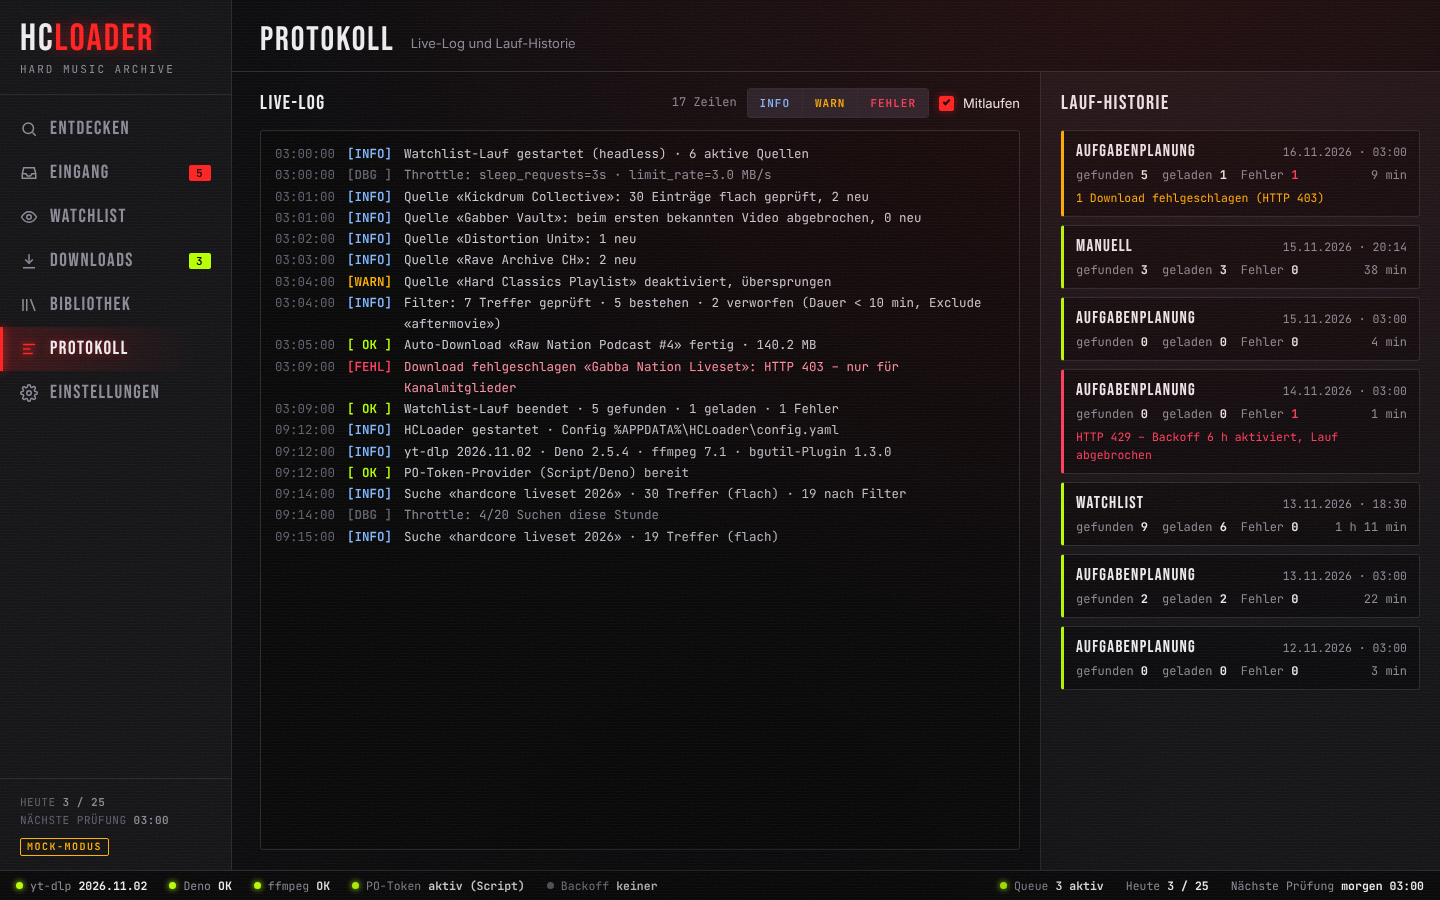 HCLOADER
HARD MUSIC ARCHIVE
ENTDECKEN
EINGANG 5
WATCHLIST
DOWNLOADS 3
BIBLIOTHEK
PROTOKOLL
EINSTELLUNGEN
HEUTE 3 / 25
NÄCHSTE PRÜFUNG 03:00
MOCK-MODUS
PROTOKOLL Live-Log und Lauf-Historie
LIVE-LOG 17 Zeilen INFO WARN FEHLER Mitlaufen
03:00:00 [INFO] Watchlist-Lauf gestartet (headless) · 6 aktive Quellen
03:00:00 [DBG ] Throttle: sleep_requests=3s · limit_rate=3.0 MB/s
03:01:00 [INFO] Quelle «Kickdrum Collective»: 30 Einträge flach geprüft, 2 neu
03:01:00 [INFO] Quelle «Gabber Vault»: beim ersten bekannten Video abgebrochen, 0 neu
03:02:00 [INFO] Quelle «Distortion Unit»: 1 neu
03:03:00 [INFO] Quelle «Rave Archive CH»: 2 neu
03:04:00 [WARN] Quelle «Hard Classics Playlist» deaktiviert, übersprungen
03:04:00 [INFO] Filter: 7 Treffer geprüft · 5 bestehen · 2 verworfen (Dauer < 10 min, Exclude
«aftermovie»)
03:05:00 [ OK ] Auto-Download «Raw Nation Podcast #4» fertig · 140.2 MB
03:09:00 [FEHL] Download fehlgeschlagen «Gabba Nation Liveset»: HTTP 403 – nur für
Kanalmitglieder
03:09:00 [ OK ] Watchlist-Lauf beendet · 5 gefunden · 1 geladen · 1 Fehler
09:12:00 [INFO] HCLoader gestartet · Config %APPDATA%\HCLoader\config.yaml
09:12:00 [INFO] yt-dlp 2026.11.02 · Deno 2.5.4 · ffmpeg 7.1 · bgutil-Plugin 1.3.0
09:12:00 [ OK ] PO-Token-Provider (Script/Deno) bereit
09:14:00 [INFO] Suche «hardcore liveset 2026» · 30 Treffer (flach) · 19 nach Filter
09:14:00 [DBG ] Throttle: 4/20 Suchen diese Stunde
09:15:00 [INFO] Suche «hardcore liveset 2026» · 19 Treffer (flach)
LAUF-HISTORIE
AUFGABENPLANUNG 16.11.2026 · 03:00
gefunden 5 geladen 1 Fehler 1 9 min
1 Download fehlgeschlagen (HTTP 403)
MANUELL 15.11.2026 · 20:14
gefunden 3 geladen 3 Fehler 0 38 min
AUFGABENPLANUNG 15.11.2026 · 03:00
gefunden 0 geladen 0 Fehler 0 4 min
AUFGABENPLANUNG 14.11.2026 · 03:00
gefunden 0 geladen 0 Fehler 1 1 min
HTTP 429 – Backoff 6 h aktiviert, Lauf
abgebrochen
WATCHLIST 13.11.2026 · 18:30
gefunden 9 geladen 6 Fehler 0 1 h 11 min
AUFGABENPLANUNG 13.11.2026 · 03:00
gefunden 2 geladen 2 Fehler 0 22 min
AUFGABENPLANUNG 12.11.2026 · 03:00
gefunden 0 geladen 0 Fehler 0 3 min
yt-dlp 2026.11.02 Deno OK ffmpeg OK PO-Token aktiv (Script) Backoff keiner Queue 3 aktiv Heute 3 / 25 Nächste Prüfung morgen 03:00